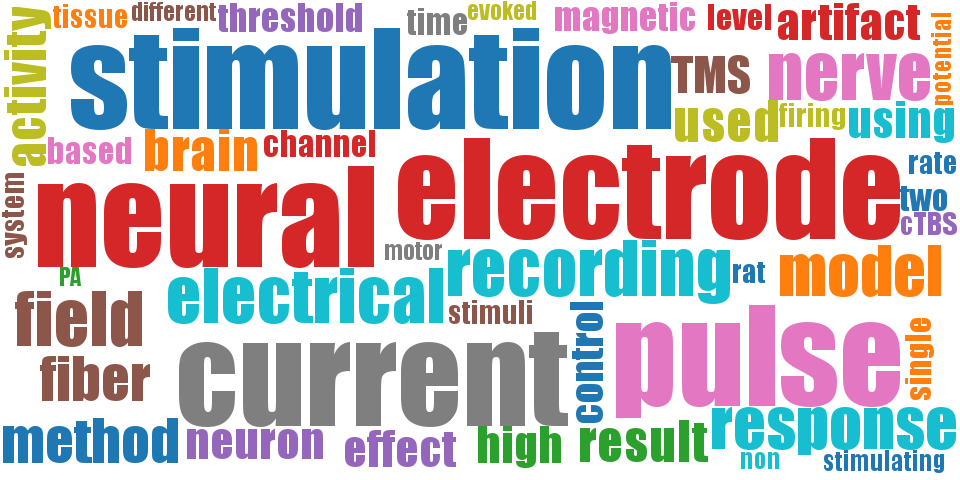 tissue
different
threshold
time
evoked
magnetic
level
artifact
activity
stimulation
TMS
nerve
potential
used
firing
using
based
brain
channel
neural
electrode
rate
two
cTBS
system
motor
PA
electrical
recording
rat
model
field
stimuli
fiber
current
control
pulse
single
method
neuron
effect
high
result
response
non
stimulating